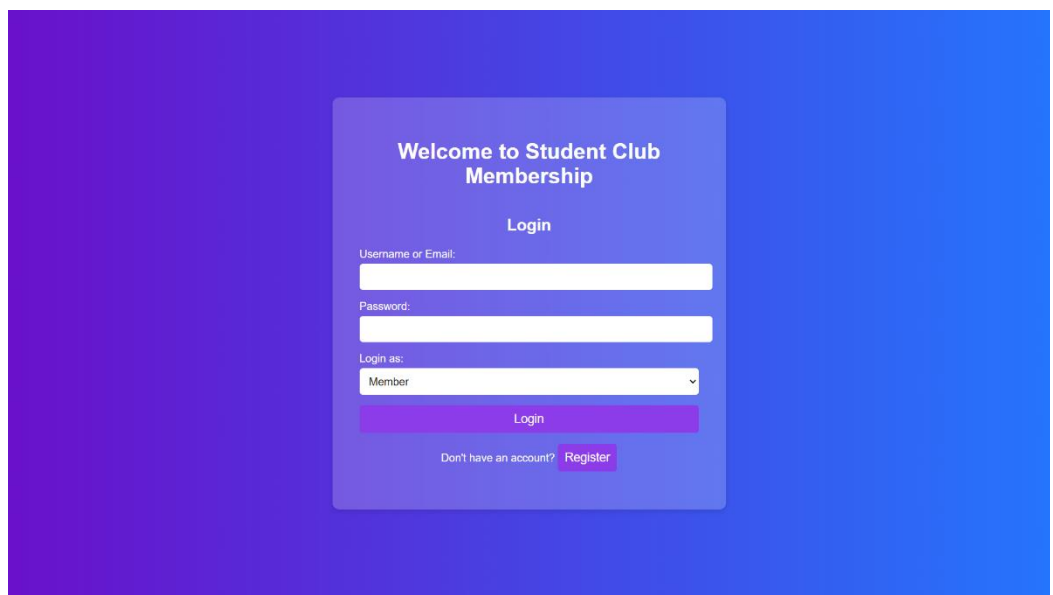 Welcome to Student Club
Membership
Login
Username or Email:
Password:
Login as:
Member
Login
Don't have an account? Register